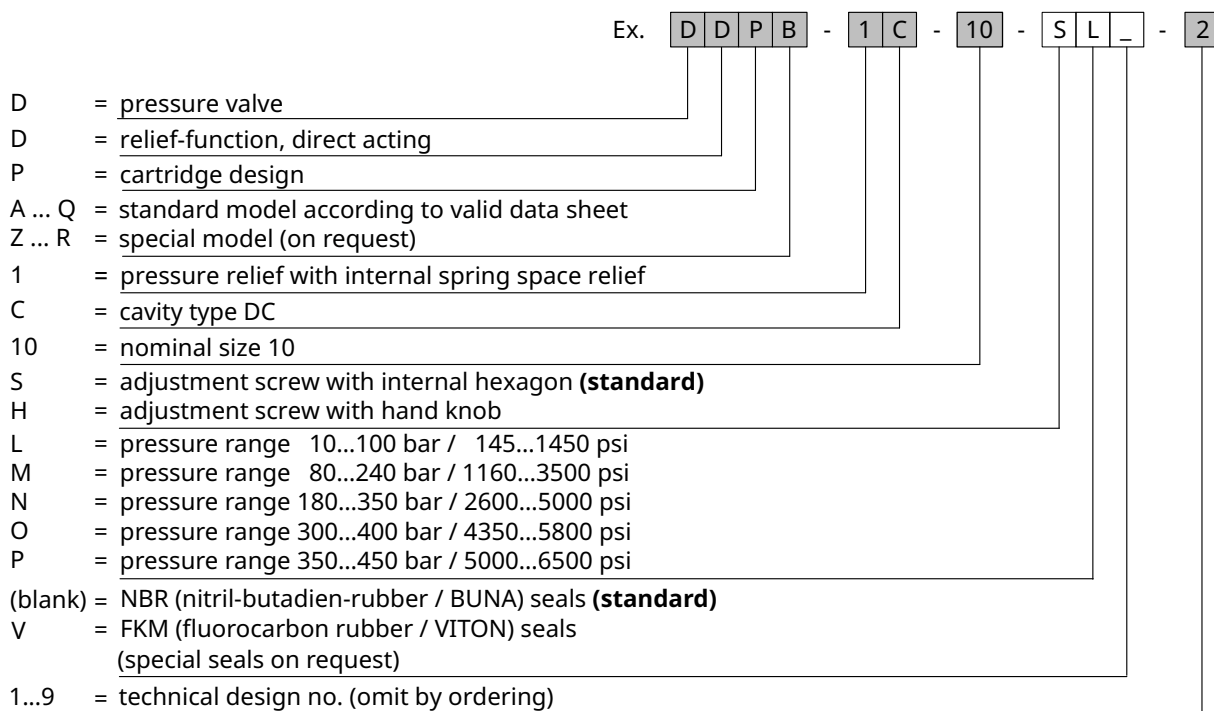 Ex. D D P B - 1 C - 10 - S L _ - 2
D = pressure valve
D = relief-function, direct acting
P = cartridge design
A ... Q = standard model according to valid data sheet
Z ... R = special model (on request)
1 = pressure relief with internal spring space relief
C = cavity type DC
10 = nominal size 10
S = adjustment screw with internal hexagon (standard)
H = adjustment screw with hand knob
L = pressure range 10...100 bar / 145...1450 psi
M = pressure range 80...240 bar / 1160...3500 psi
N = pressure range 180...350 bar / 2600...5000 psi
O = pressure range 300...400 bar / 4350...5800 psi
P = pressure range 350...450 bar / 5000...6500 psi
(blank) = NBR (nitril-butadien-rubber / BUNA) seals (standard)
V = FKM (fluorocarbon rubber / VITON) seals
(special seals on request)
1...9 = technical design no. (omit by ordering)